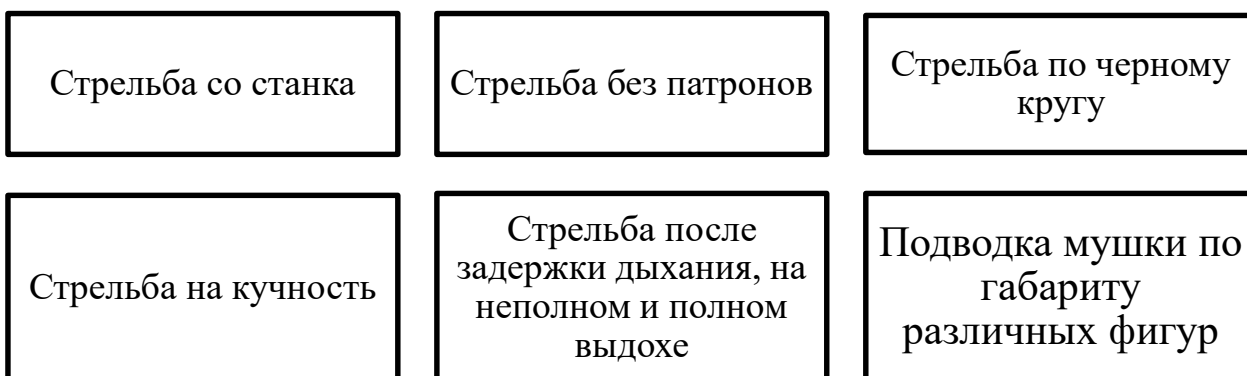 Стрельба со станка
Стрельба без патронов
Стрельба по черному
кругу
Стрельба на кучность
Стрельба после
задержки дыхания, на
неполном и полном
выдохе
Подводка мушки по
габариту
различных фигур